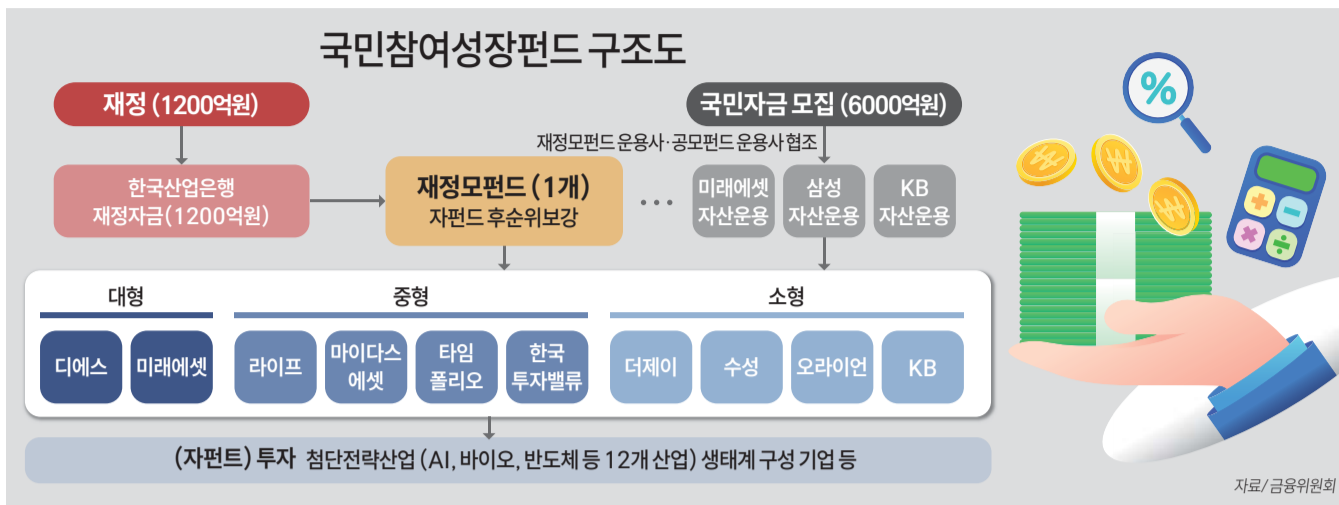 국민참여성장펀드 구조도
재정 (1200억원)
국민자금 모집 (6000억원)
재정모펀드 운용사·공모펀드 운용사 협조
한국산업은행
재정자금(1200억원)
재정모펀드 (1개)
자펀드 후순위보강
···
미래에셋
자산운용
삼성
자산운용
KB
자산운용
대형
중형
소형
디에스
미래에셋
라이프
마이다스
에셋
타임
폴리오
한국
투자밸류
더제이
수성
오라이언
KB
(자펀트) 투자 첨단전략산업 (AI, 바이오, 반도체 등 12개 산업) 생태계 구성 기업 등
%
₩
₩
₩
+
−
×
÷
자료/금융위원회